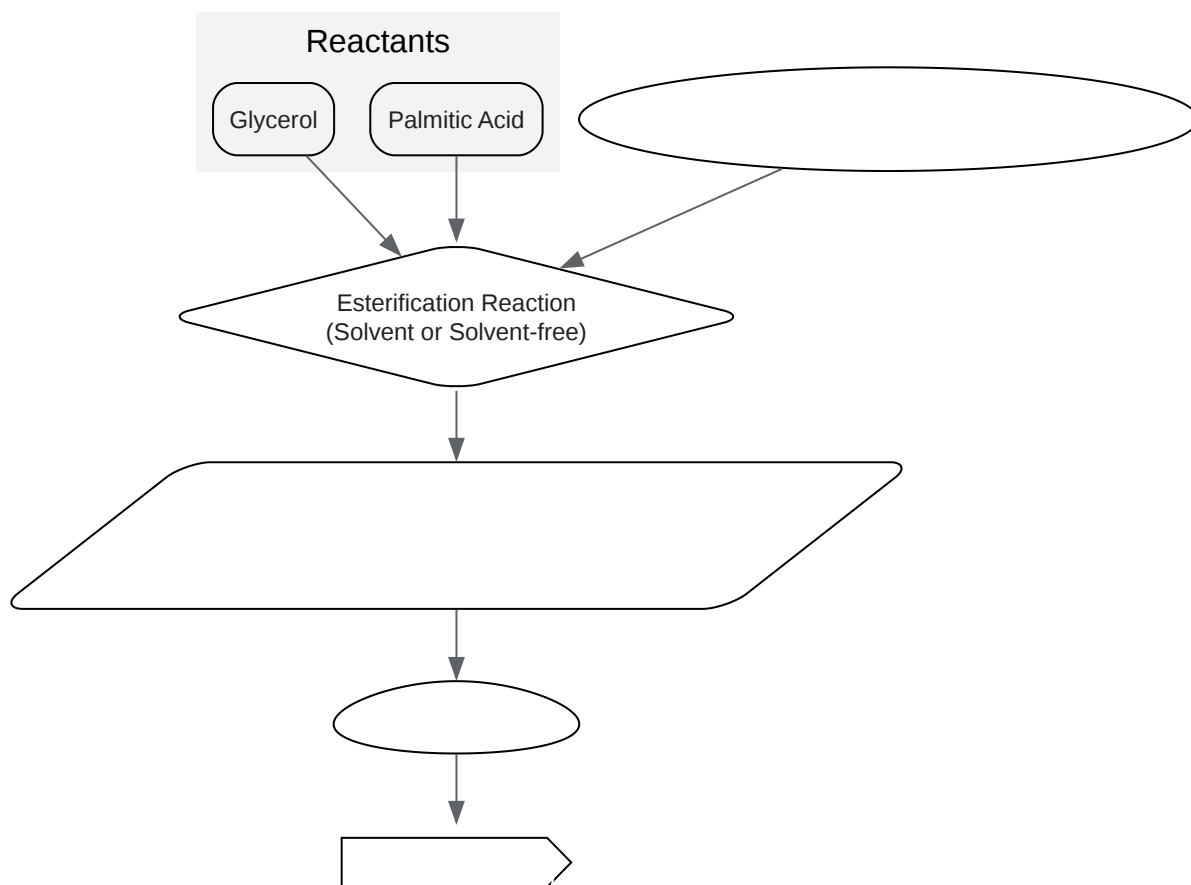 Reactants
Glycerol
Palmitic Acid
Esterification Reaction
(Solvent or Solvent-free)